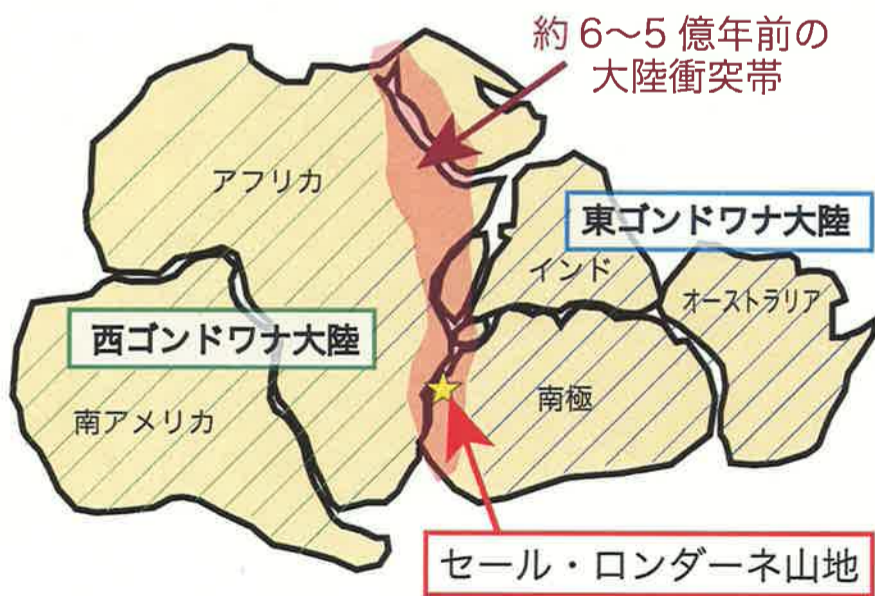 約6〜5億年前の
大陸衝突帯
アフリカ
東ゴンドワナ大陸
インド
オーストラリア
西ゴンドワナ大陸
南極
南アメリカ
セール・ロンダーネ山地